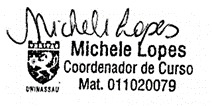 Michele Lopes
Michele Lopes
Coordenador de Curso
UNINASSAU
Mat. 011020079